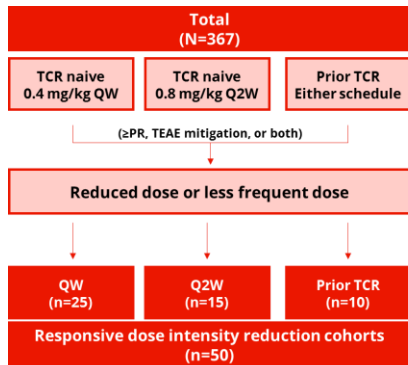 Total
(N=367)
TCR naive
0.4 mg/kg QW
TCR naive
0.8 mg/kg Q2W
Prior TCR
Either schedule
(≥PR, TEAE mitigation, or both)
Reduced dose or less frequent dose
QW
(n=25)
Q2W
(n=15)
Prior TCR
(n=10)
Responsive dose intensity reduction cohorts
(n=50)